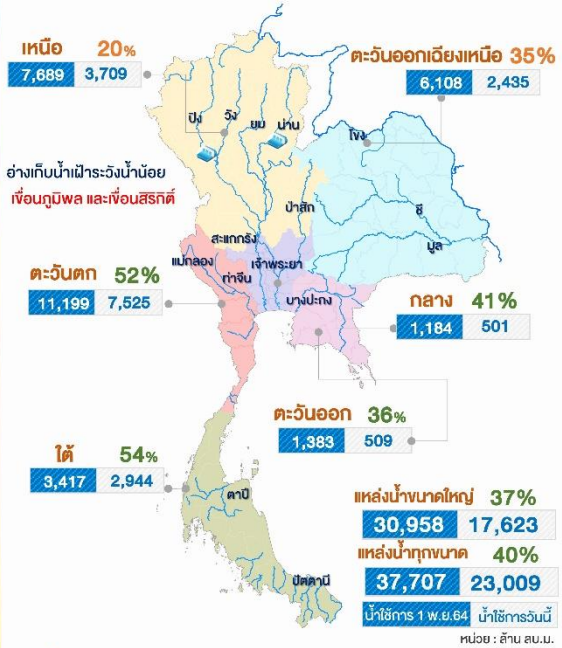 เหนือ 20%
7,689 3,709
ตะวันออกเฉียงเหนือ 35%
6,108 2,435
ปิง
วัง
ยม
น่าน
โขง
อ่างเก็บน้ำเฝ้าระวังน้ำน้อย
เขื่อนภูมิพล และเขื่อนสิริกิติ์
ป่าสัก
ชี
มูล
สะแกกรัง
แม่กลอง
ท่าจีน
เจ้าพระยา
บางปะกง
ตะวันตก 52%
11,199 7,525
กลาง 41%
1,184 501
ตะวันออก 36%
1,383 509
ใต้ 54%
3,417 2,944
ตาปี
ปัตตานี
แหล่งน้ำขนาดใหญ่ 37%
30,958 17,623
แหล่งน้ำทุกขนาด 40%
37,707 23,009
น้ำใช้การ 1 พ.ย.64 น้ำใช้การวันนี้
หน่วย : ล้าน ลบ.ม.